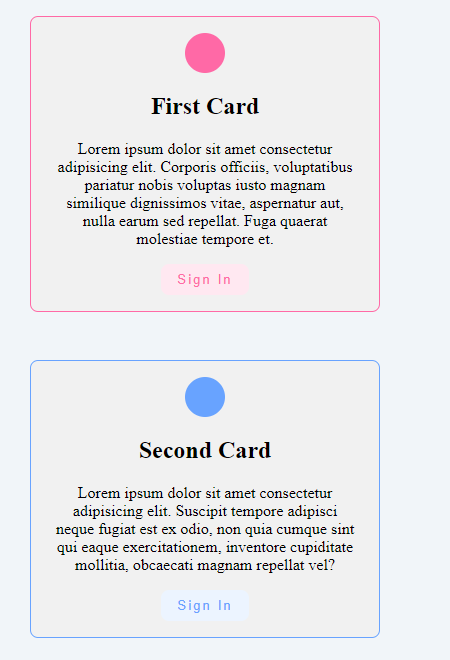 First Card
Lorem ipsum dolor sit amet consectetur
adipisicing elit. Corporis officiis, voluptatibus
pariatur nobis voluptas iusto magnam
similique dignissimos vitae, aspernatur aut,
nulla earum sed repellat. Fuga quaerat
molestiae tempore et.
Sign In
Second Card
Lorem ipsum dolor sit amet consectetur
adipisicing elit. Suscipit tempore adipisci
neque fugiat est ex odio, non quia cumque sint
qui eaque exercitationem, inventore cupiditate
mollitia, obcaecati magnam repellat vel?
Sign In